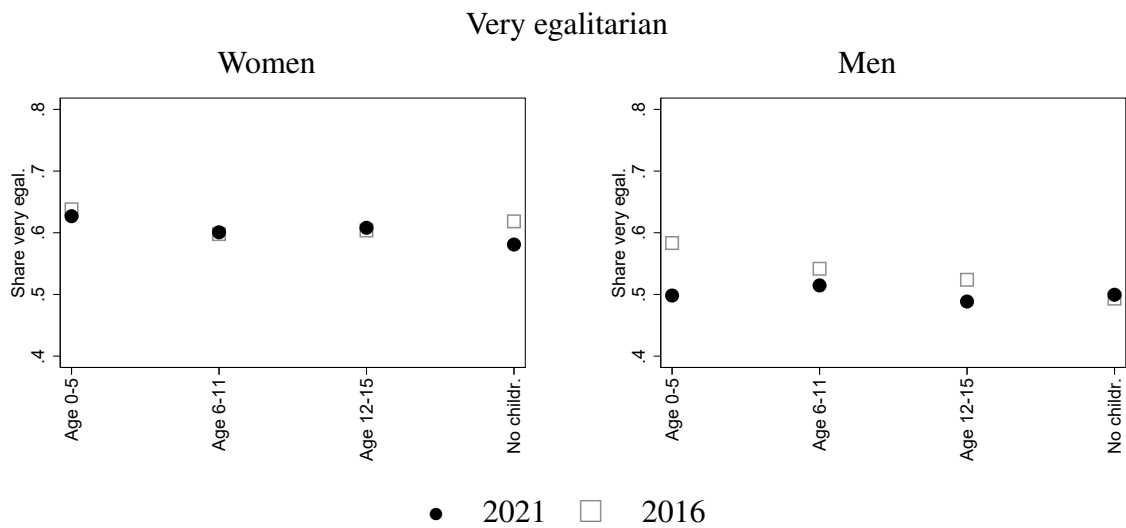 Very egalitarian
Women
Share very egal.
.8
.7
.6
.5
.4
Age 0-5
Age 6-11
Age 12-15
No childr.
Men
Share very egal.
.8
.7
.6
.5
.4
Age 0-5
Age 6-11
Age 12-15
No childr.
2021 2016